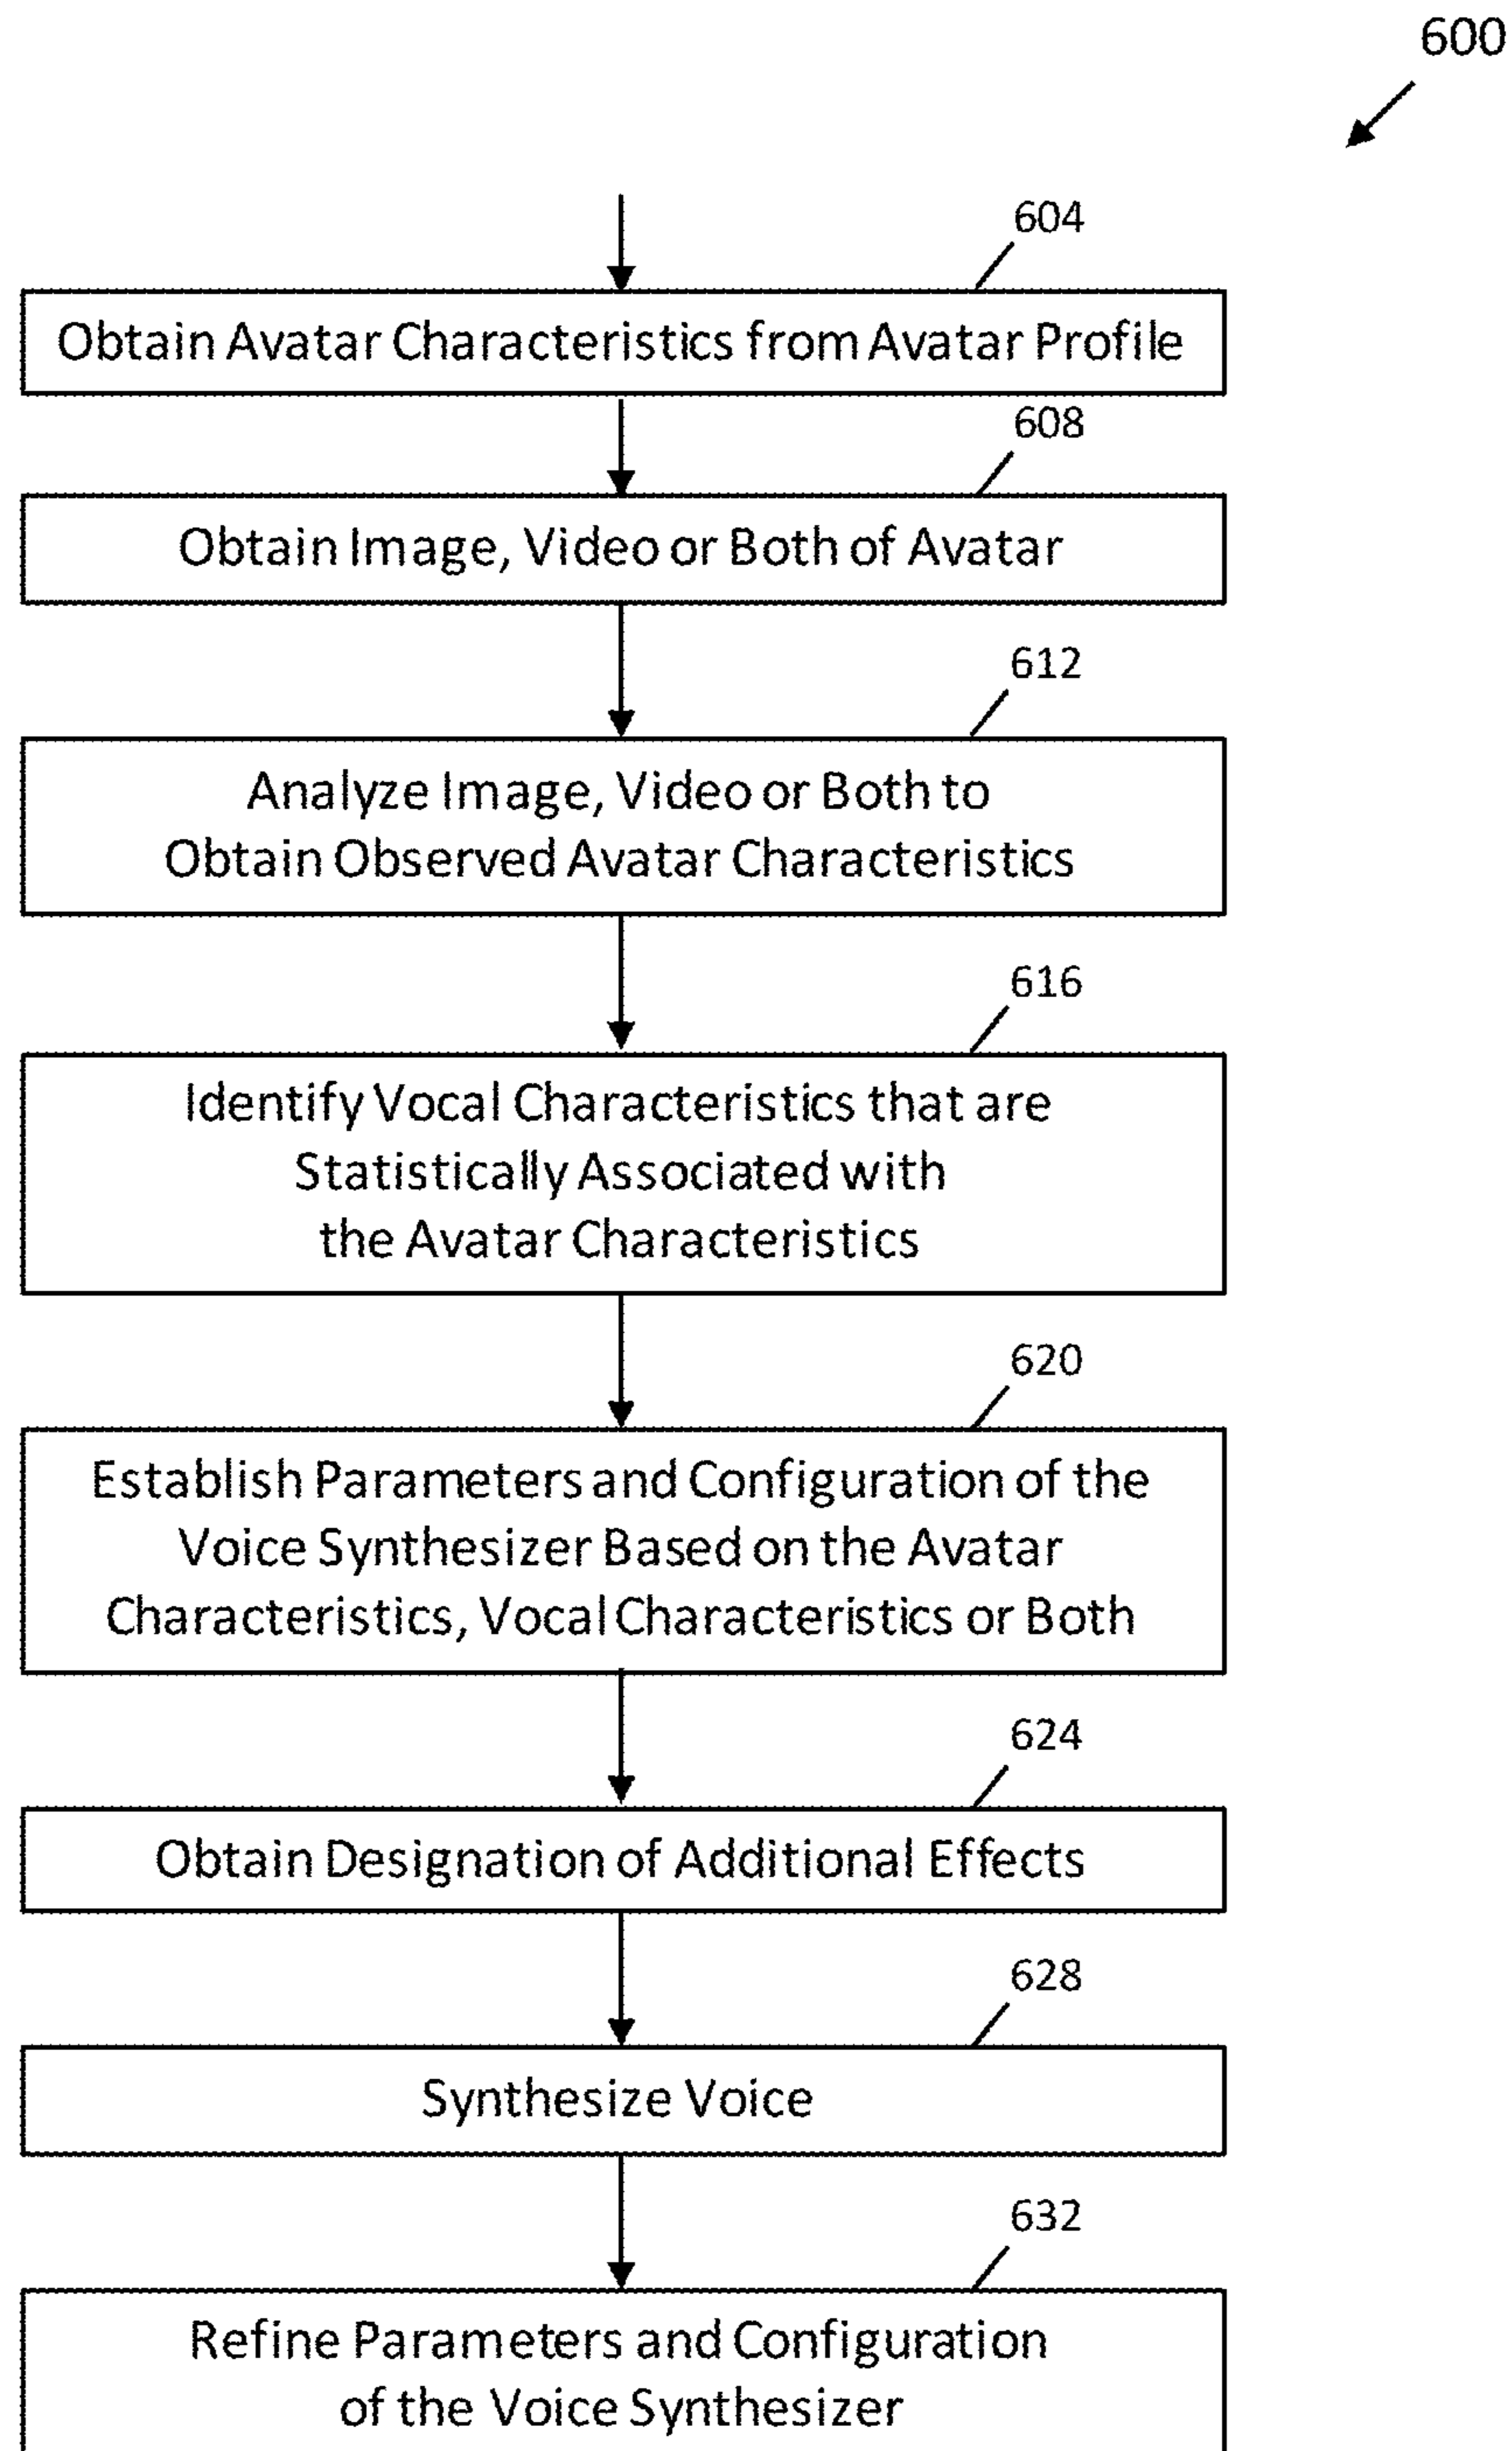 600
604
Obtain Avatar Characteristics from Avatar Profile
608
Obtain Image, Video or Both of Avatar
612
Analyze Image, Video or Both to
Obtain Observed Avatar Characteristics
616
Identify Vocal Characteristics that are
Statistically Associated with
the Avatar Characteristics
620
Establish Parameters and Configuration of the
Voice Synthesizer Based on the Avatar
Characteristics, Vocal Characteristics or Both
624
Obtain Designation of Additional Effects
628
Synthesize Voice
632
Refine Parameters and Configuration
of the Voice Synthesizer